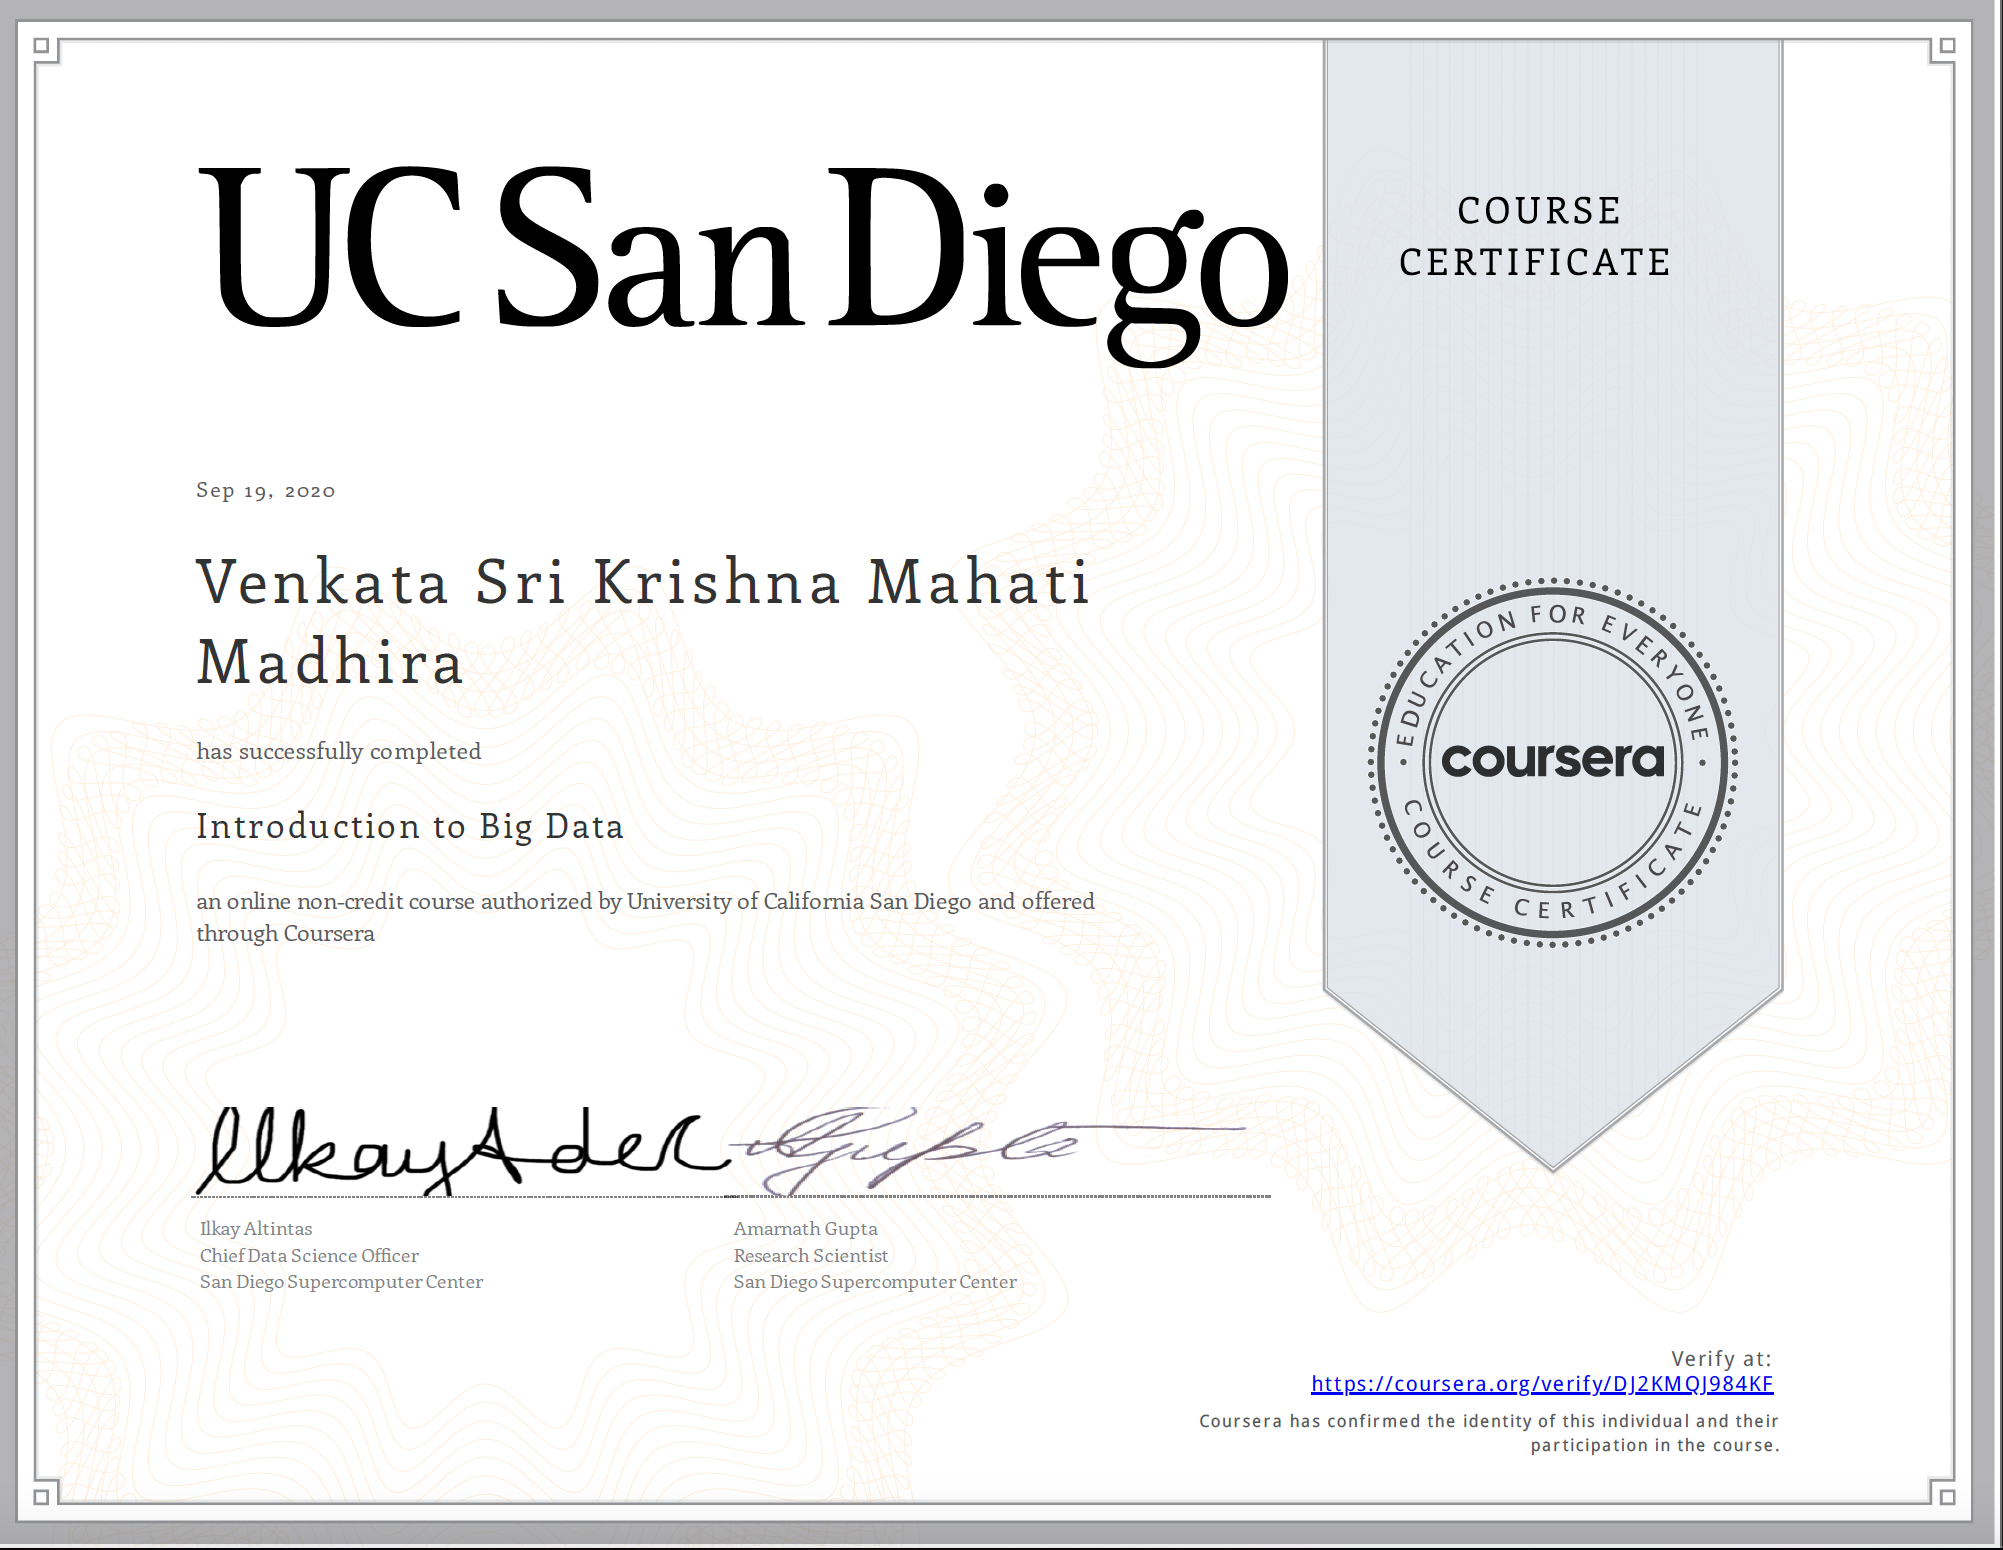 UC San Diego
COURSE
CERTIFICATE
Sep 19, 2020
Venkata Sri Krishna Mahati
Madhira
has successfully completed
Introduction to Big Data
an online non-credit course authorized by University of California San Diego and offered
through Coursera
EDUCATION FOR EVERYONE
coursera
COURSE CERTIFICATE
Ilkay Altintas
Chief Data Science Officer
San Diego Supercomputer Center
Amarnath Gupta
Research Scientist
San Diego Supercomputer Center
Verify at:
https://coursera.org/verify/DJ2KMQJ984KF
Coursera has confirmed the identity of this individual and their
participation in the course.